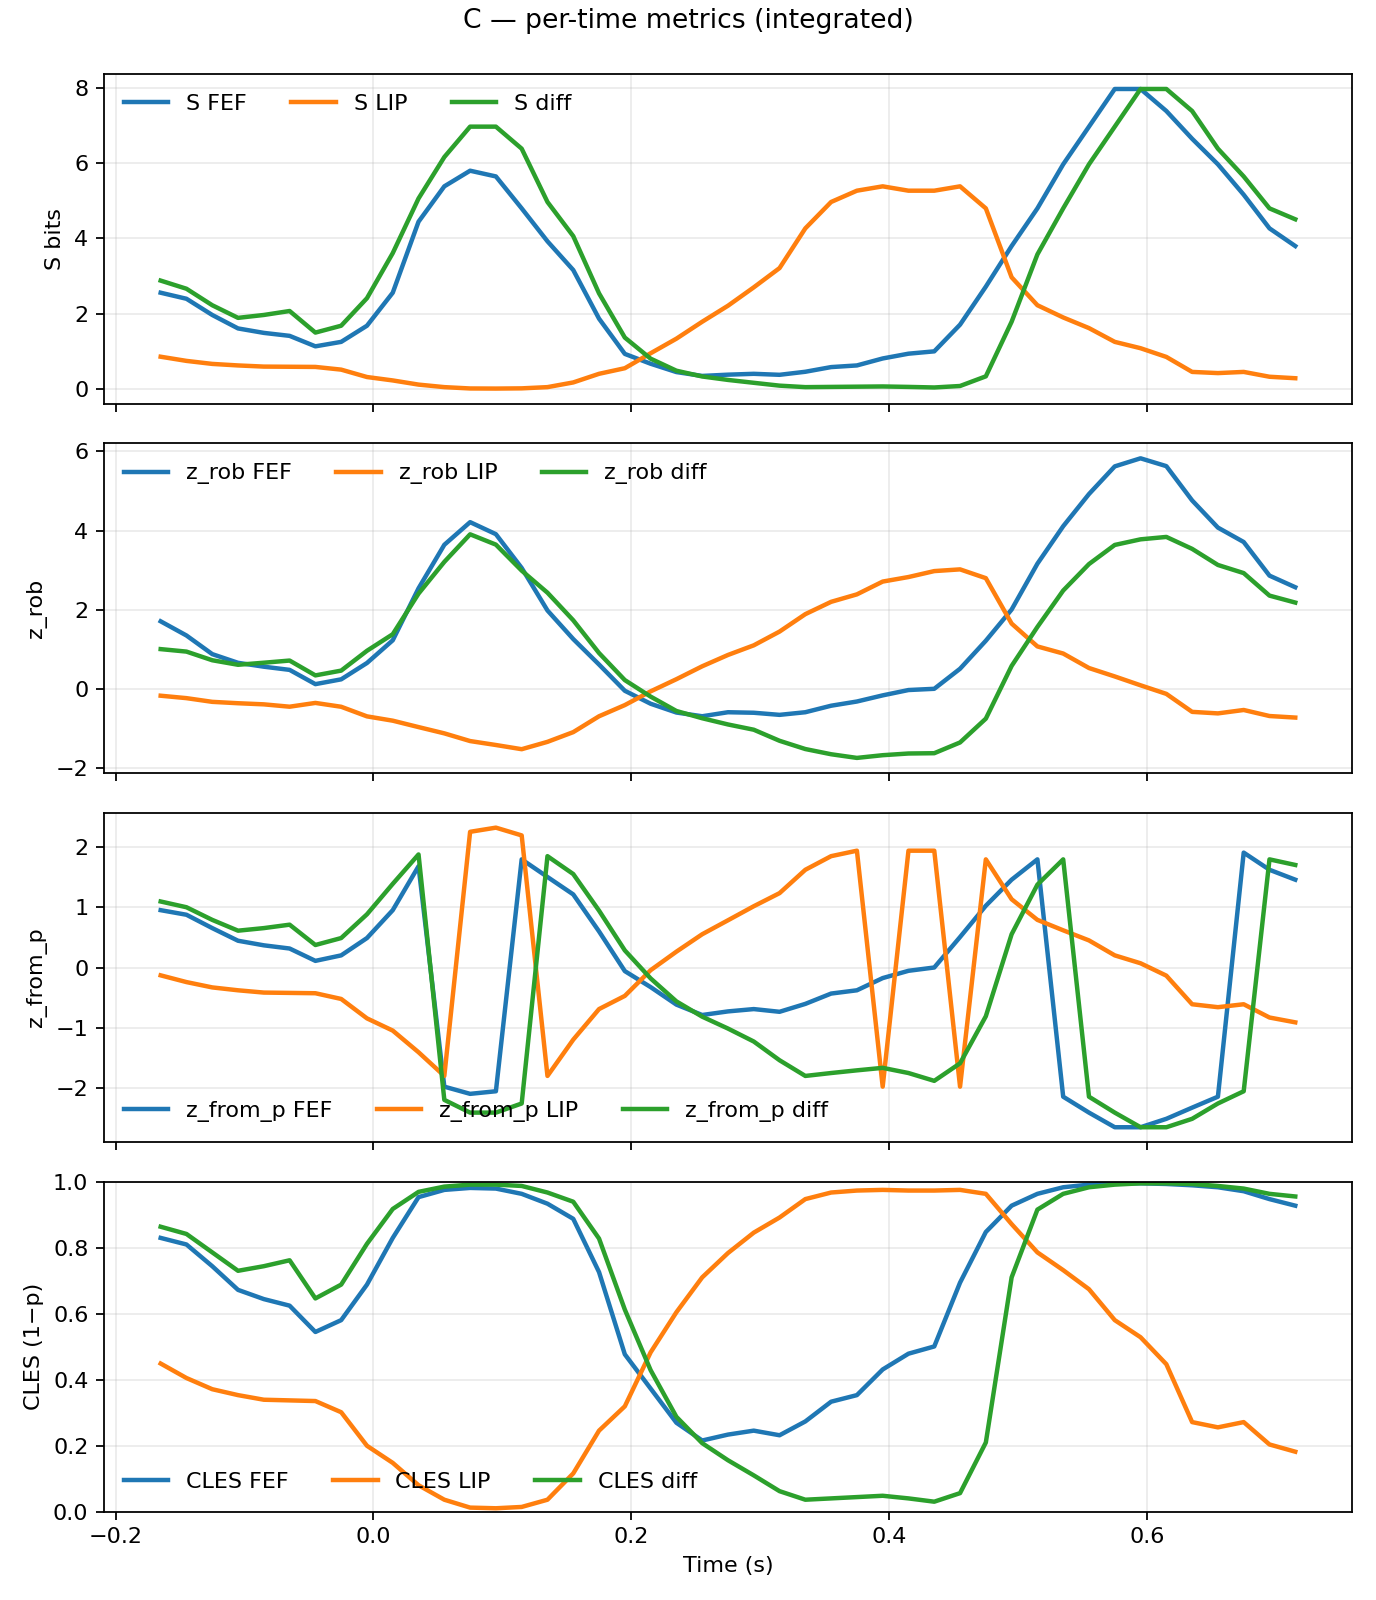 C — per-time metrics (integrated)
S FEF S LIP S diff
8
6
4
2
0
S bits
z_rob FEF z_rob LIP z_rob diff
6
4
2
0
−2
z_rob
2
1
0
−1
−2
z_from_p
z_from_p FEF z_from_p LIP z_from_p diff
1.0
0.8
0.6
0.4
0.2
0.0
CLES (1−p)
CLES FEF CLES LIP CLES diff
−0.2 0.0 0.2 0.4 0.6
Time (s)